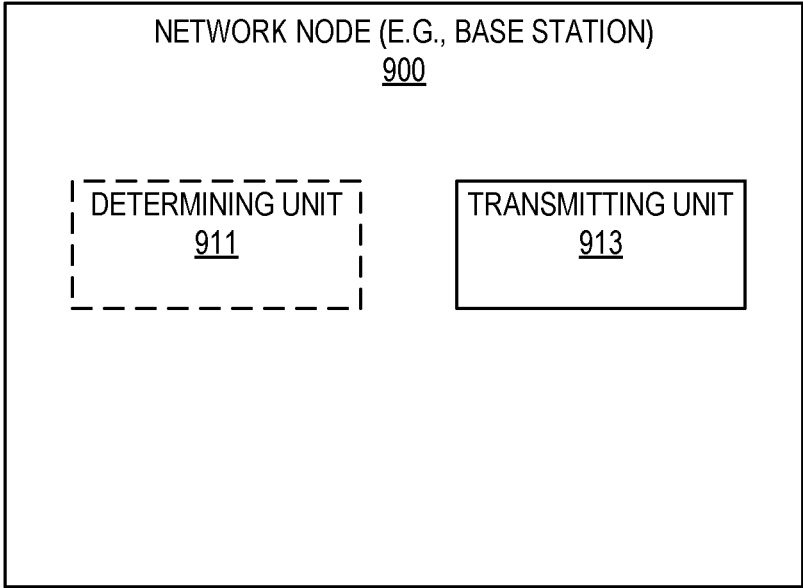 NETWORK NODE (E.G., BASE STATION)
900
DETERMINING UNIT
911
TRANSMITTING UNIT
913